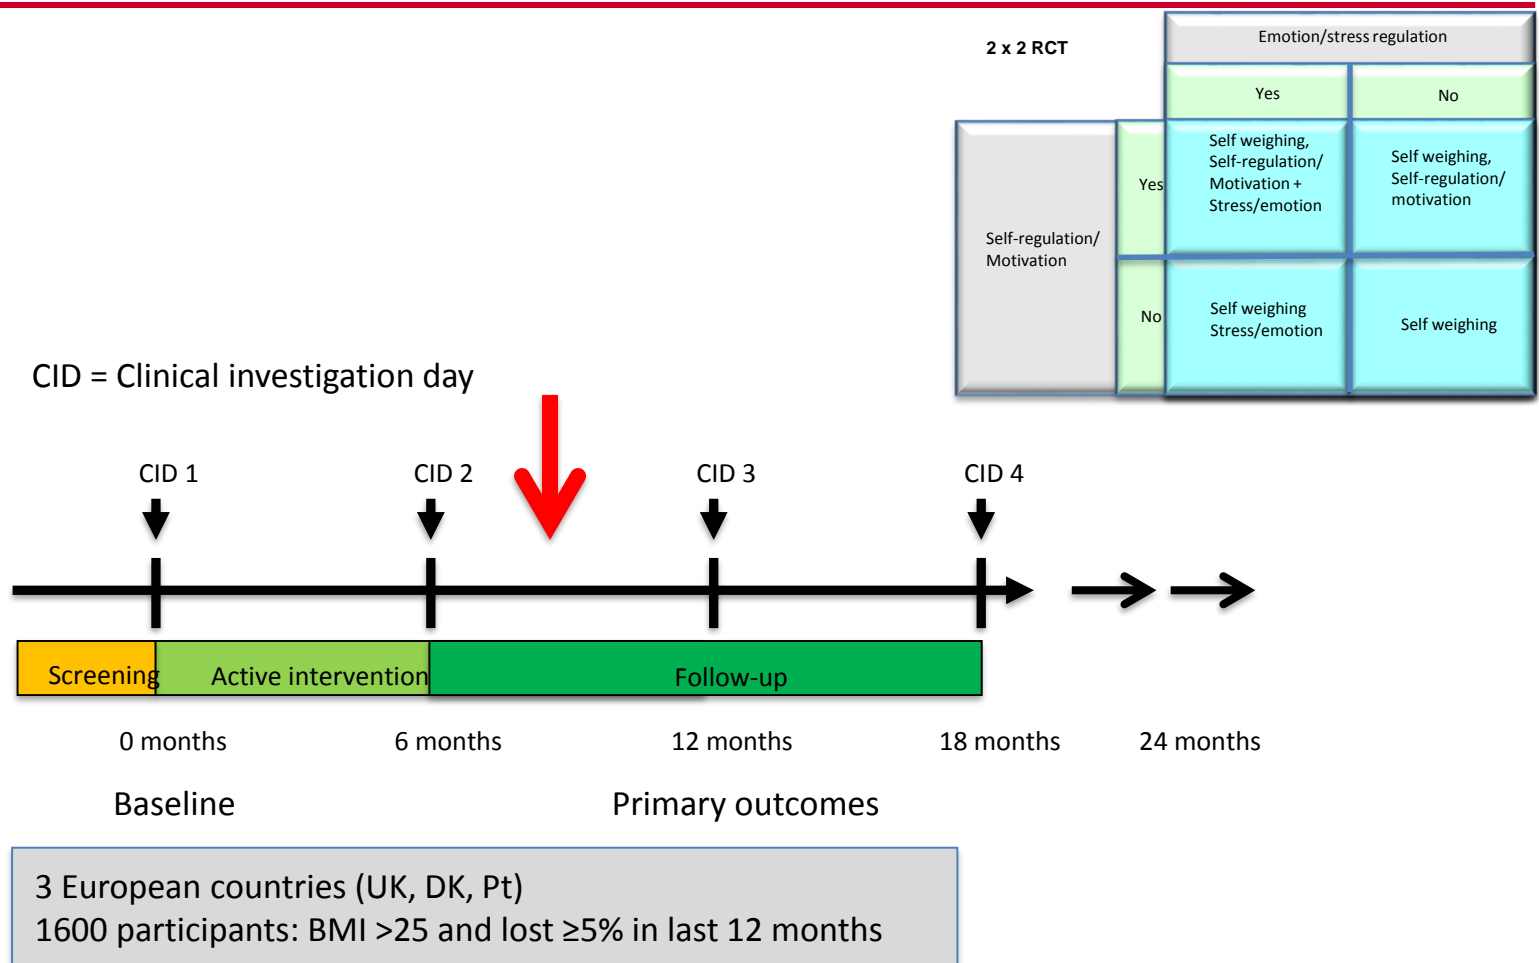 2 x 2 RCT
Emotion/stress regulation
Yes
No
Self-regulation/
Motivation
Yes
Self weighing,
Self-regulation/
Motivation +
Stress/emotion
Self weighing,
Self-regulation/
motivation
No
Self weighing
Stress/emotion
Self weighing
CID = Clinical investigation day
CID 1
CID 2
CID 3
CID 4
Screening
Active intervention
Follow-up
0 months
6 months
12 months
18 months
24 months
Baseline
Primary outcomes
3 European countries (UK, DK, Pt)
1600 participants: BMI >25 and lost ≥5% in last 12 months